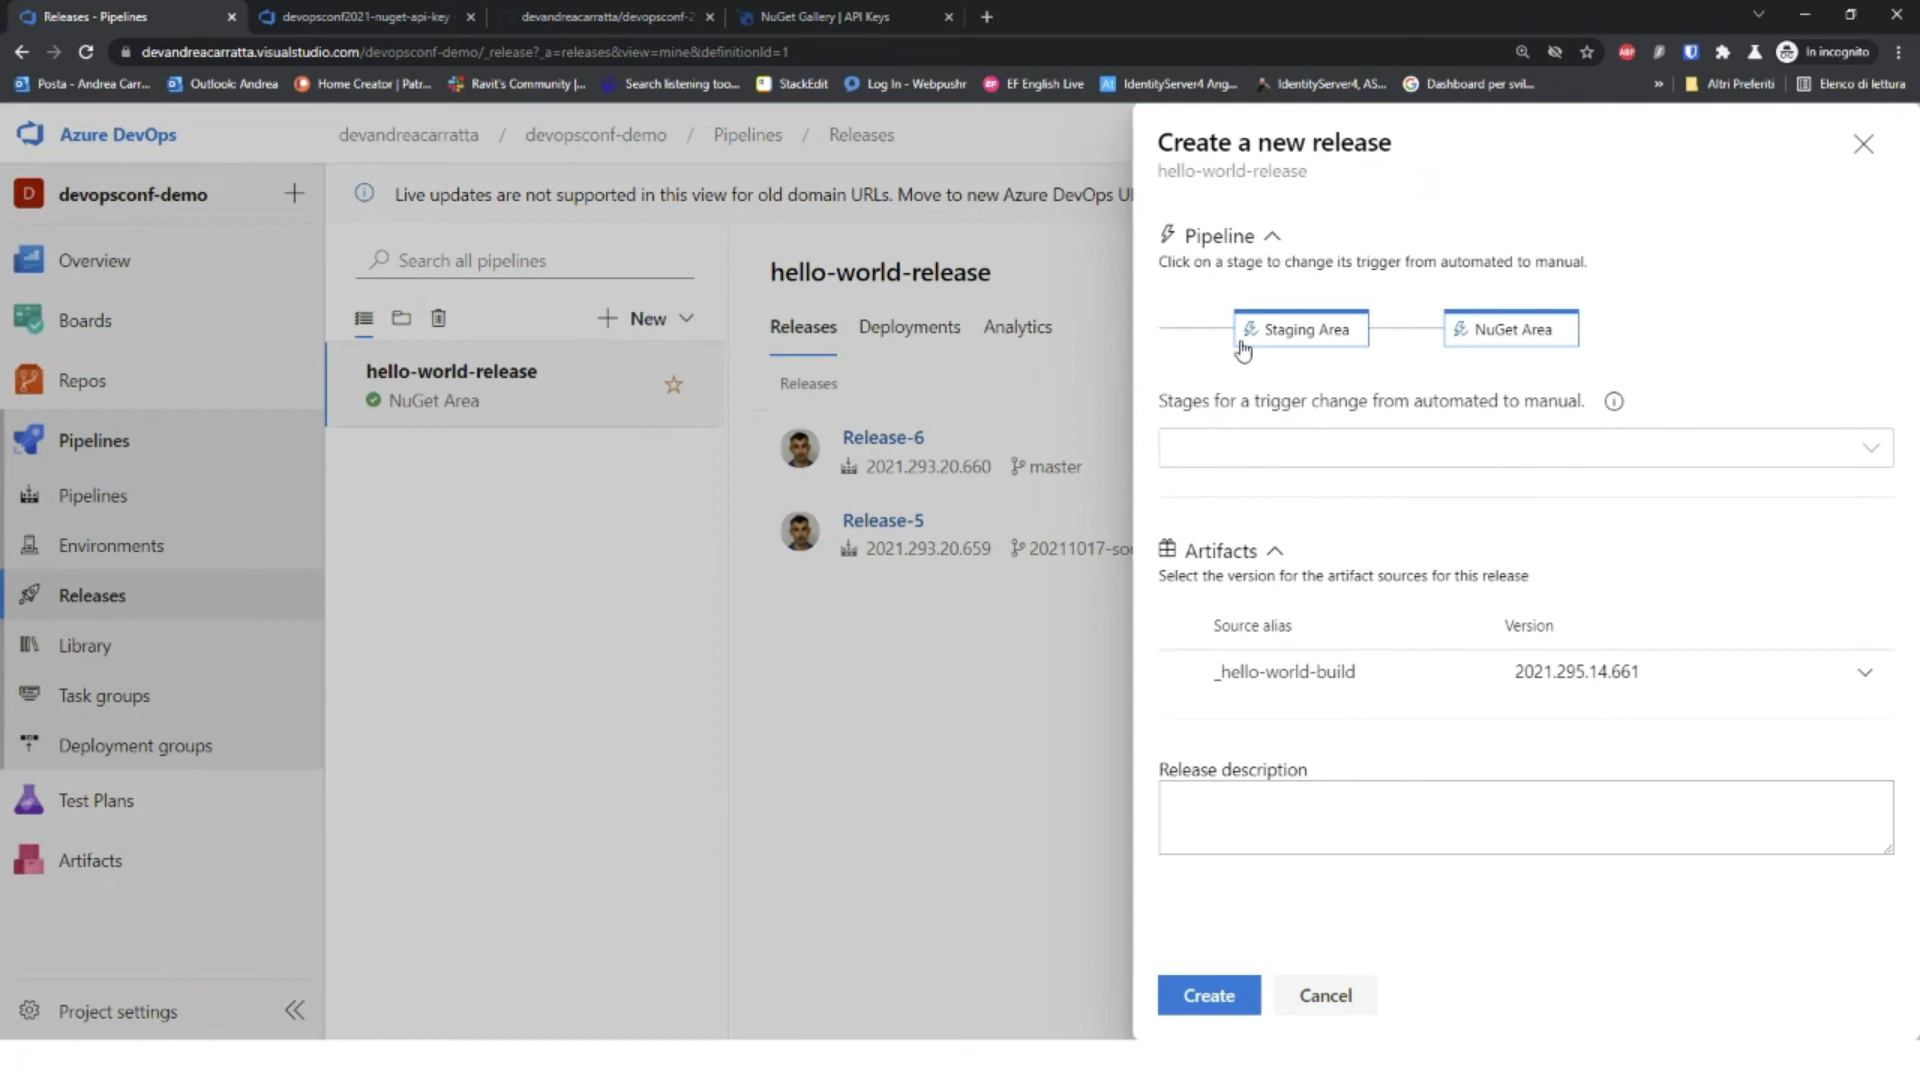 Releases - Pipelines
devopsconf2021-nuget-api-key
devandreacarratta/devopsconf-2
NuGet Gallery | API Keys
devandreacarratta.visualstudio.com/devopsconf-demo/_release?_a=releases&view=mine&definitionId=1
In incognito
Posta - Andrea Carr...
Outlook: Andrea
Home Creator | Patr...
Ravit's Community |...
Search listening too...
StackEdit
Log In - Webpushr
EF English Live
IdentityServer4 Ang...
IdentityServer4, AS...
Dashboard per svil...
»
Altri Preferiti
Elenco di lettura
Azure DevOps
devandreacarratta / devopsconf-demo / Pipelines / Releases
D devopsconf-demo
Overview
Boards
Repos
Pipelines
Pipelines
Environments
Releases
Library
Task groups
Deployment groups
Test Plans
Artifacts
Project settings
Live updates are not supported in this view for old domain URLs. Move to new Azure DevOps U
Search all pipelines
New
hello-world-release
NuGet Area
hello-world-release
Releases Deployments Analytics
Releases
Release-6
2021.293.20.660 master
Release-5
2021.293.20.659 20211017-so
Create a new release
hello-world-release
Pipeline
Click on a stage to change its trigger from automated to manual.
Staging Area
NuGet Area
Stages for a trigger change from automated to manual.
Artifacts
Select the version for the artifact sources for this release
Source alias Version
_hello-world-build 2021.295.14.661
Release description
Create Cancel